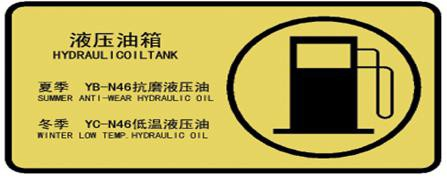 液压油箱
HYDRAULICOILTANK
夏季 YB-N46抗磨液压油
SUMMER ANTI-WEAR HYDRAULIC OIL
冬季 YC-N46低温液压油
WINTER LOW TEMP.HYDRAULIC OIL